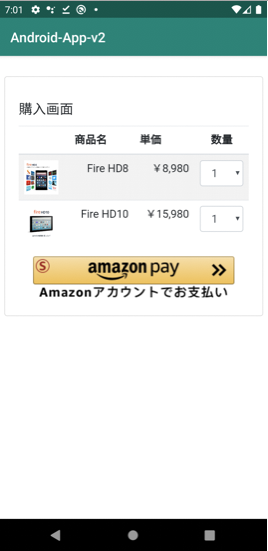 7:01
Android-App-v2
購入画面
商品名 単価 数量
Fire HD8 ￥8,980 1
Fire HD10 ￥15,980 1
S amazon pay
Amazonアカウントでお支払い